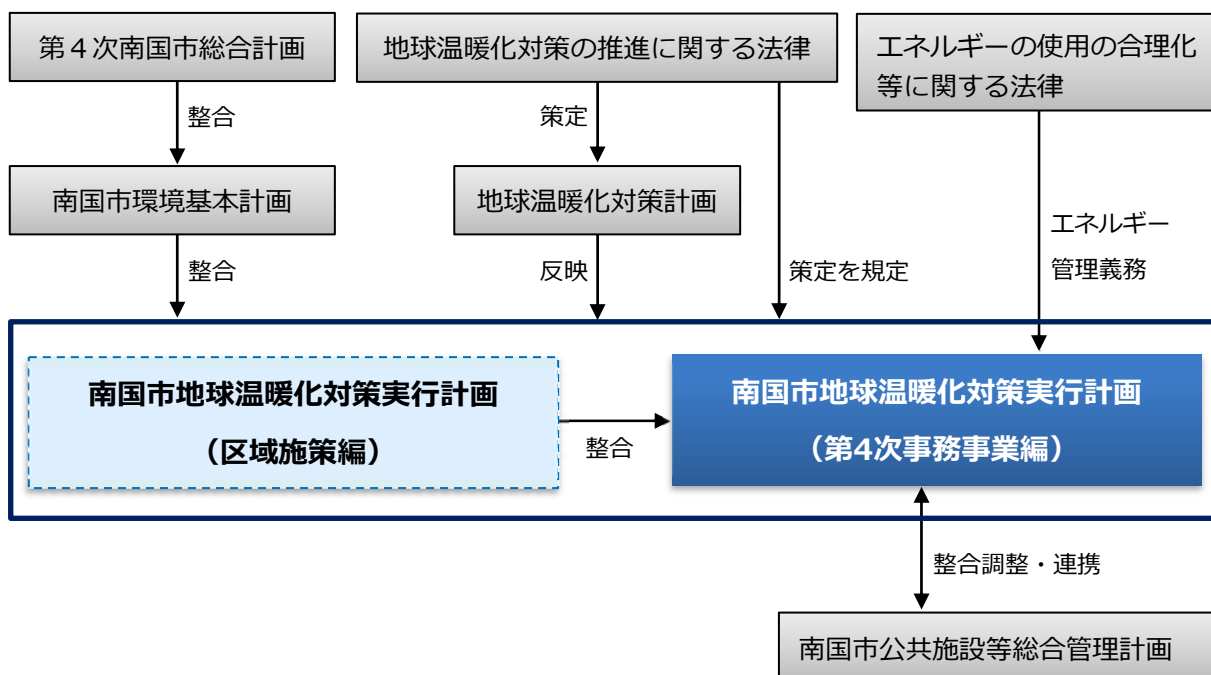 第４次南国市総合計画
地球温暖化対策の推進に関する法律
エネルギーの使用の合理化
等に関する法律
整合
策定
南国市環境基本計画
地球温暖化対策計画
エネルギー
管理義務
整合
反映
策定を規定
南国市地球温暖化対策実行計画
（区域施策編）
整合
南国市地球温暖化対策実行計画
（第4次事務事業編）
整合調整・連携
南国市公共施設等総合管理計画